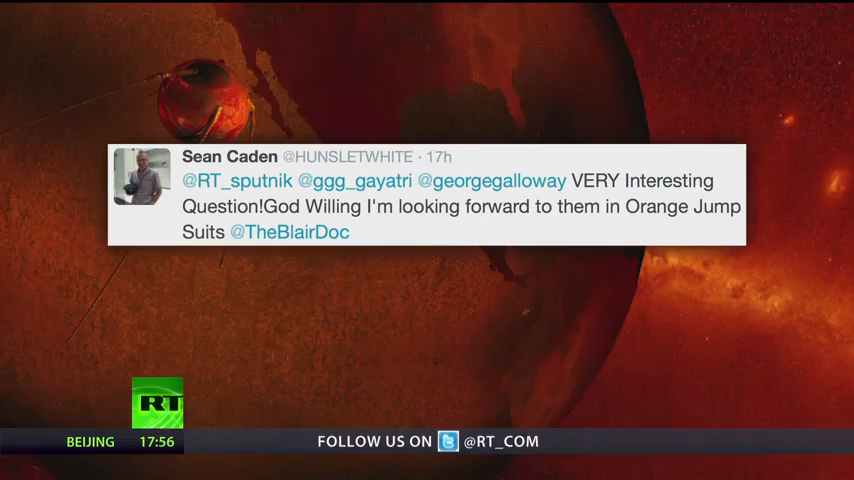 Sean Caden @HUNSLETWHITE · 17h
@RT_sputnik @ggg_gayatri @georgegalloway VERY Interesting
Question!God Willing I'm looking forward to them in Orange Jump
Suits @TheBlairDoc
RT
BEIJING 17:56 FOLLOW US ON @RT_COM